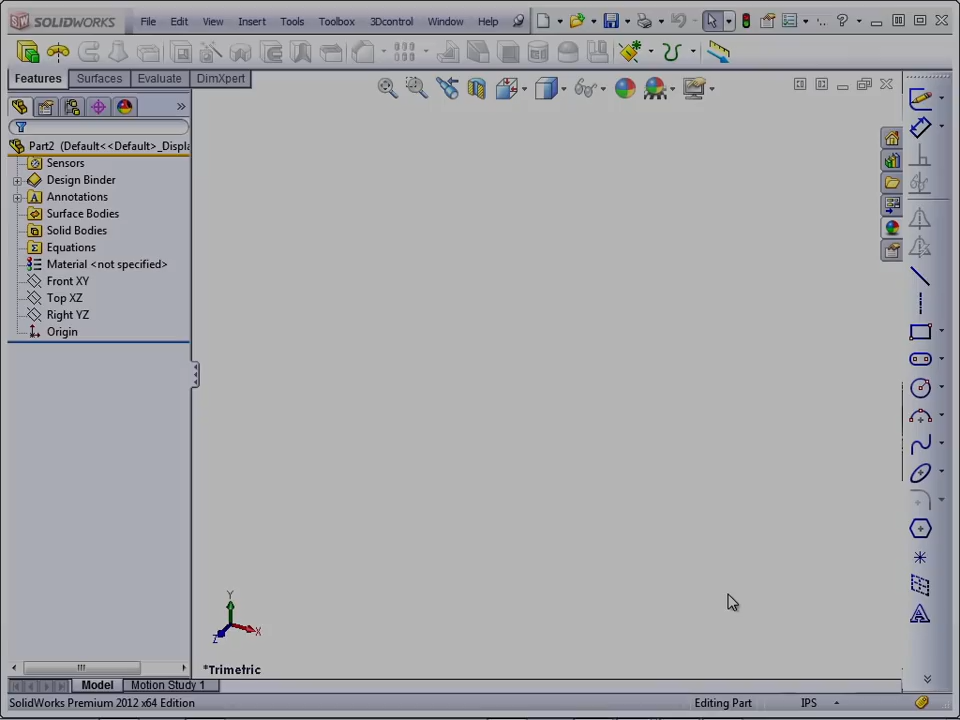 SOLIDWORKS File Edit View Insert Tools Toolbox 3Dcontrol Window Help
Features Surfaces Evaluate DimXpert
Part2 (Default<<Default>_Displa
Sensors
Design Binder
Annotations
Surface Bodies
Solid Bodies
Equations
Material <not specified>
Front XY
Top XZ
Right YZ
Origin
Y
X
Z
*Trimetric
Model Motion Study 1
SolidWorks Premium 2012 x64 Edition Editing Part IPS